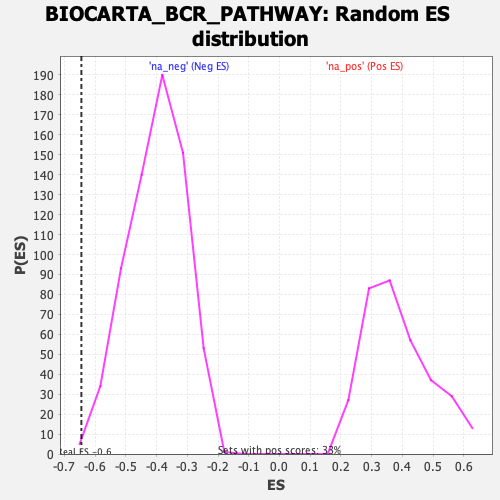 BIOCARTA_BCR_PATHWAY: Random ES
distribution
'na_neg' (Neg ES)
'na_pos' (Pos ES)
190
180
170
160
150
140
130
120
110
100
90
80
70
60
50
40
30
20
10
0
P(ES)
Real ES -0.6
Sets with pos scores: 33%
-0.7 -0.6 -0.5 -0.4 -0.3 -0.2 -0.1 0.0 0.1 0.2 0.3 0.4 0.5 0.6
ES